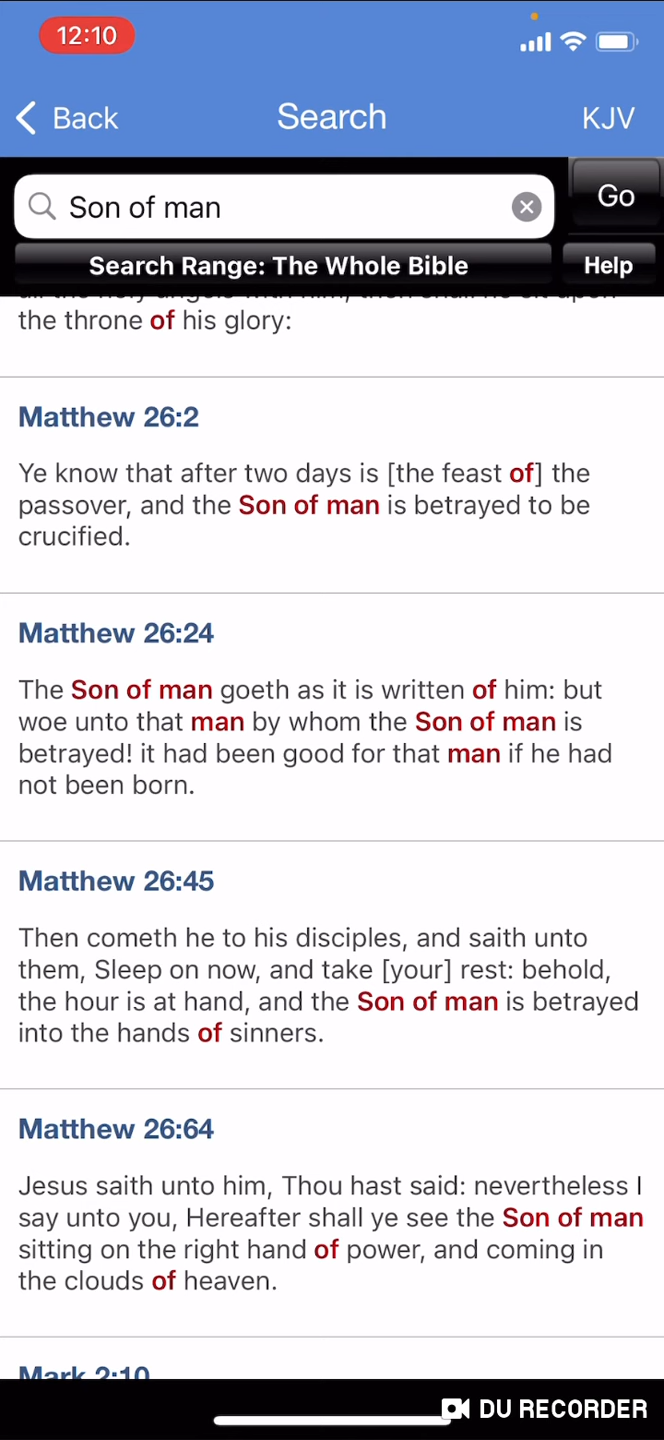 12:10
Back
Search
KJV
Son of man
Go
Search Range: The Whole Bible
Help
the throne of his glory:
Matthew 26:2
Ye know that after two days is [the feast of] the
passover, and the Son of man is betrayed to be
crucified.
Matthew 26:24
The Son of man goeth as it is written of him: but
woe unto that man by whom the Son of man is
betrayed! it had been good for that man if he had
not been born.
Matthew 26:45
Then cometh he to his disciples, and saith unto
them, Sleep on now, and take [your] rest: behold,
the hour is at hand, and the Son of man is betrayed
into the hands of sinners.
Matthew 26:64
Jesus saith unto him, Thou hast said: nevertheless I
say unto you, Hereafter shall ye see the Son of man
sitting on the right hand of power, and coming in
the clouds of heaven.
Mark 2:10
DU RECORDER